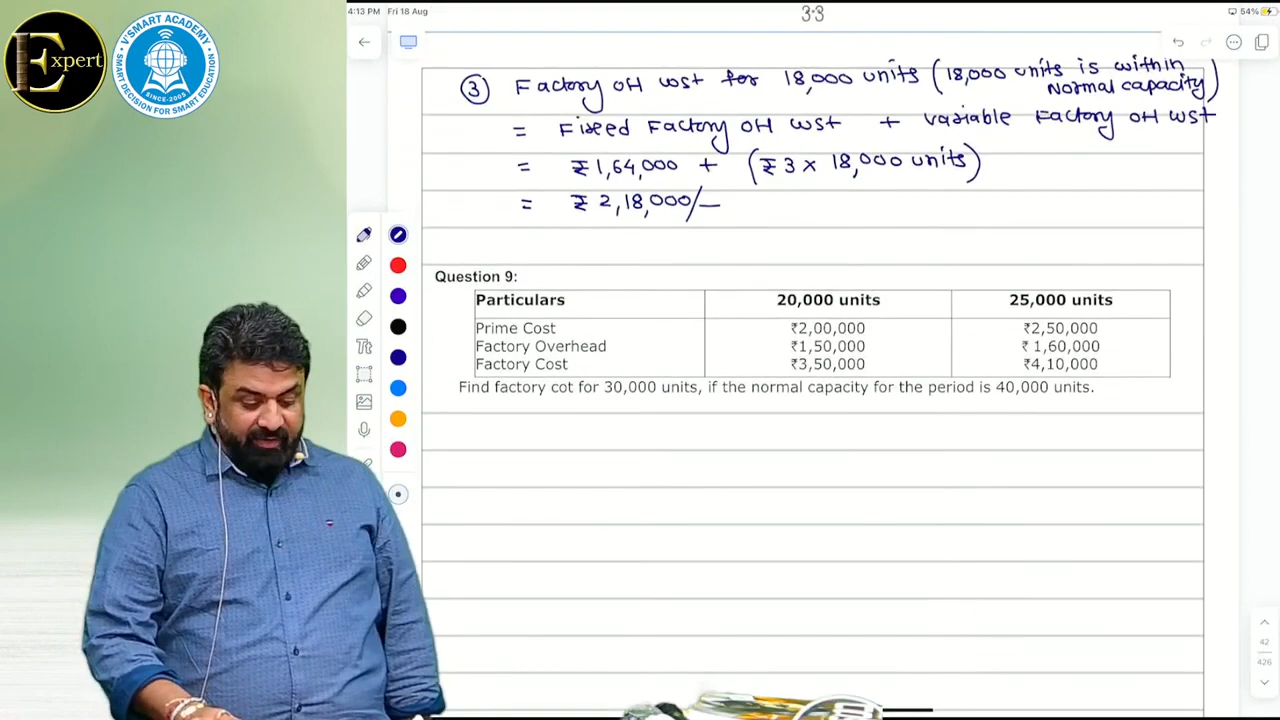 4:13 PM Fri 18 Aug
54%
33
Expert
V'SMART ACADEMY
SINCE-2005
SMART DECISION FOR SMART EDUCATION
③ Factory OH cost for 18,000 units (18,000 units is within Normal capacity)
= Fixed Factory OH cost + variable Factory OH cost
= ₹1,64,000 + (₹3 × 18,000 units)
= ₹ 2,18,000/-
Question 9:
Particulars 20,000 units 25,000 units
Prime Cost ₹2,00,000 ₹2,50,000
Factory Overhead ₹1,50,000 ₹ 1,60,000
Factory Cost ₹3,50,000 ₹4,10,000
Find factory cot for 30,000 units, if the normal capacity for the period is 40,000 units.
Tt
42
426